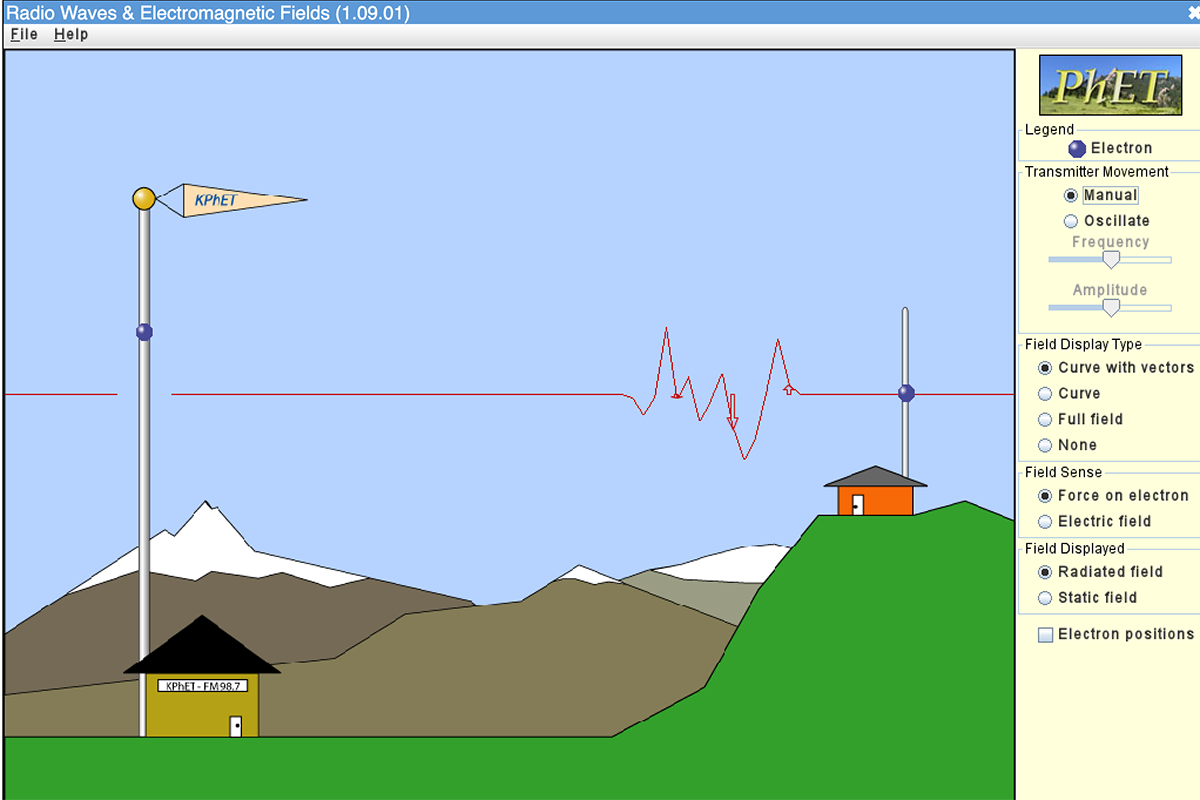 Radio Waves & Electromagnetic Fields (1.09.01)
File Help
PhET
Legend
Electron
Transmitter Movement
Manual
Oscillate
Frequency
Amplitude
Field Display Type
Curve with vectors
Curve
Full field
None
Field Sense
Force on electron
Electric field
Field Displayed
Radiated field
Static field
Electron positions
KPhET
KPhET - FM 98.7